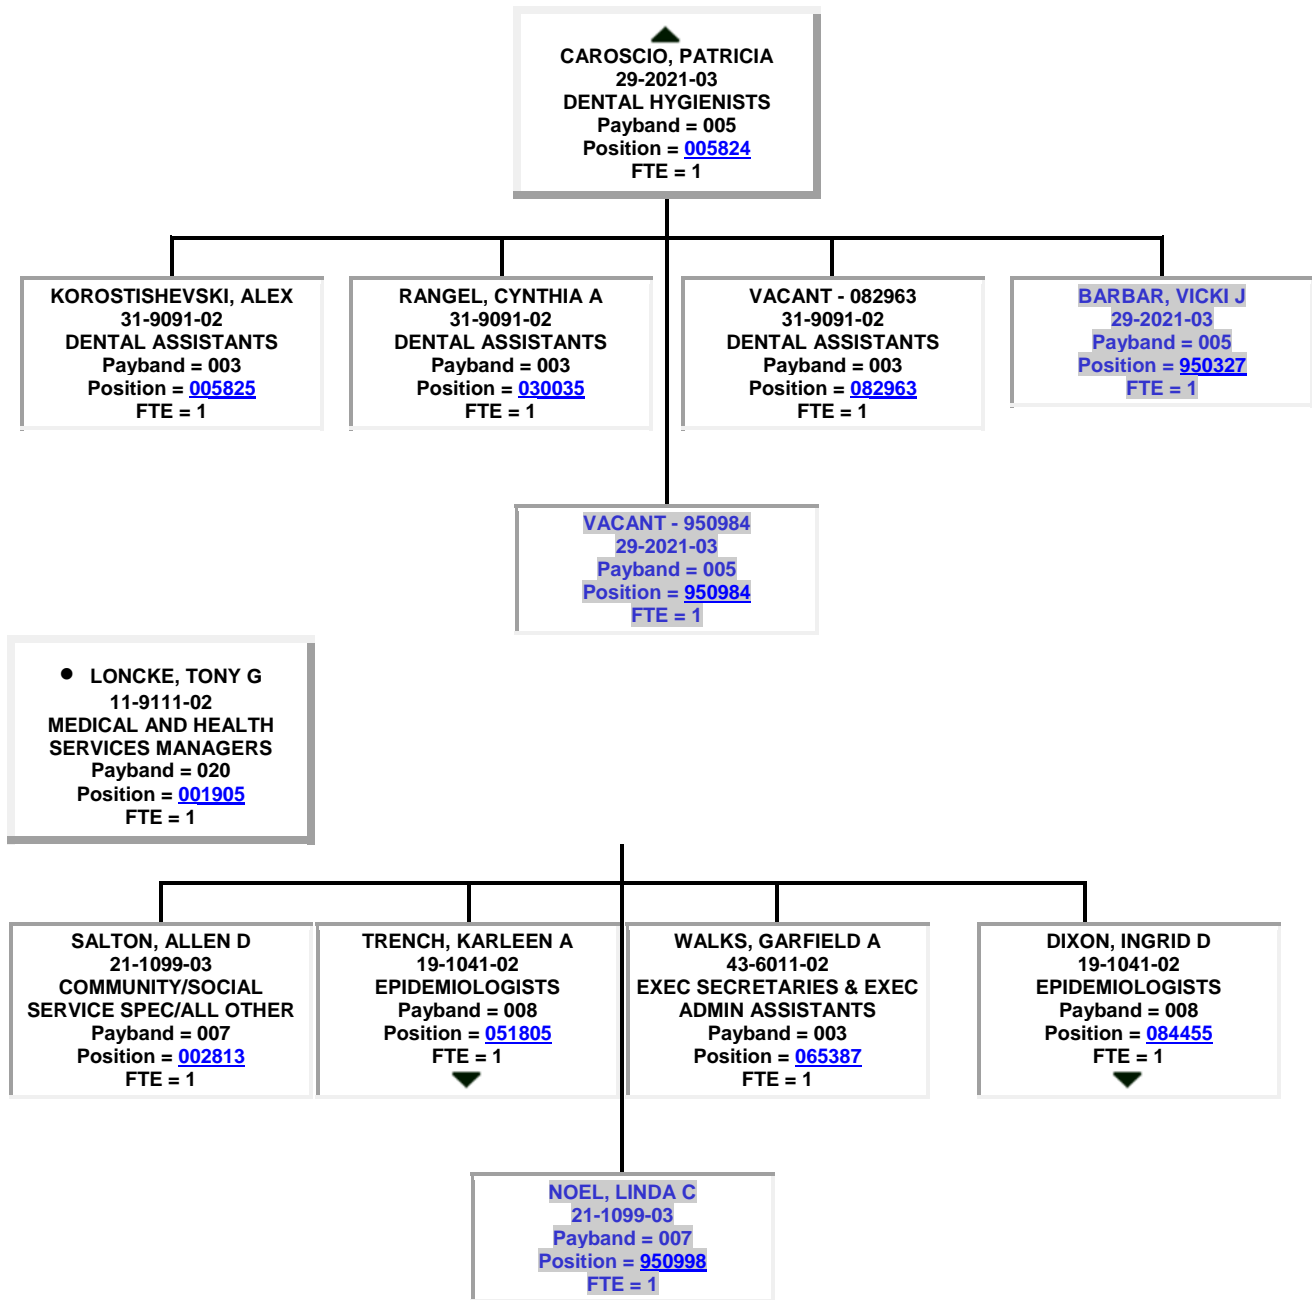 CAROSCIO, PATRICIA
29-2021-03
DENTAL HYGIENISTS
Payband = 005
Position = 005824
FTE = 1
KOROSTISHEVSKI, ALEX
31-9091-02
DENTAL ASSISTANTS
Payband = 003
Position = 005825
FTE = 1
RANGEL, CYNTHIA A
31-9091-02
DENTAL ASSISTANTS
Payband = 003
Position = 030035
FTE = 1
VACANT - 082963
31-9091-02
DENTAL ASSISTANTS
Payband = 003
Position = 082963
FTE = 1
BARBAR, VICKI J
29-2021-03
Payband = 005
Position = 950327
FTE = 1
VACANT - 950984
29-2021-03
Payband = 005
Position = 950984
FTE = 1
• LONCKE, TONY G
11-9111-02
MEDICAL AND HEALTH
SERVICES MANAGERS
Payband = 020
Position = 001905
FTE = 1
SALTON, ALLEN D
21-1099-03
COMMUNITY/SOCIAL
SERVICE SPEC/ALL OTHER
Payband = 007
Position = 002813
FTE = 1
TRENCH, KARLEEN A
19-1041-02
EPIDEMIOLOGISTS
Payband = 008
Position = 051805
FTE = 1
WALKS, GARFIELD A
43-6011-02
EXEC SECRETARIES & EXEC
ADMIN ASSISTANTS
Payband = 003
Position = 065387
FTE = 1
DIXON, INGRID D
19-1041-02
EPIDEMIOLOGISTS
Payband = 008
Position = 084455
FTE = 1
NOEL, LINDA C
21-1099-03
Payband = 007
Position = 950998
FTE = 1